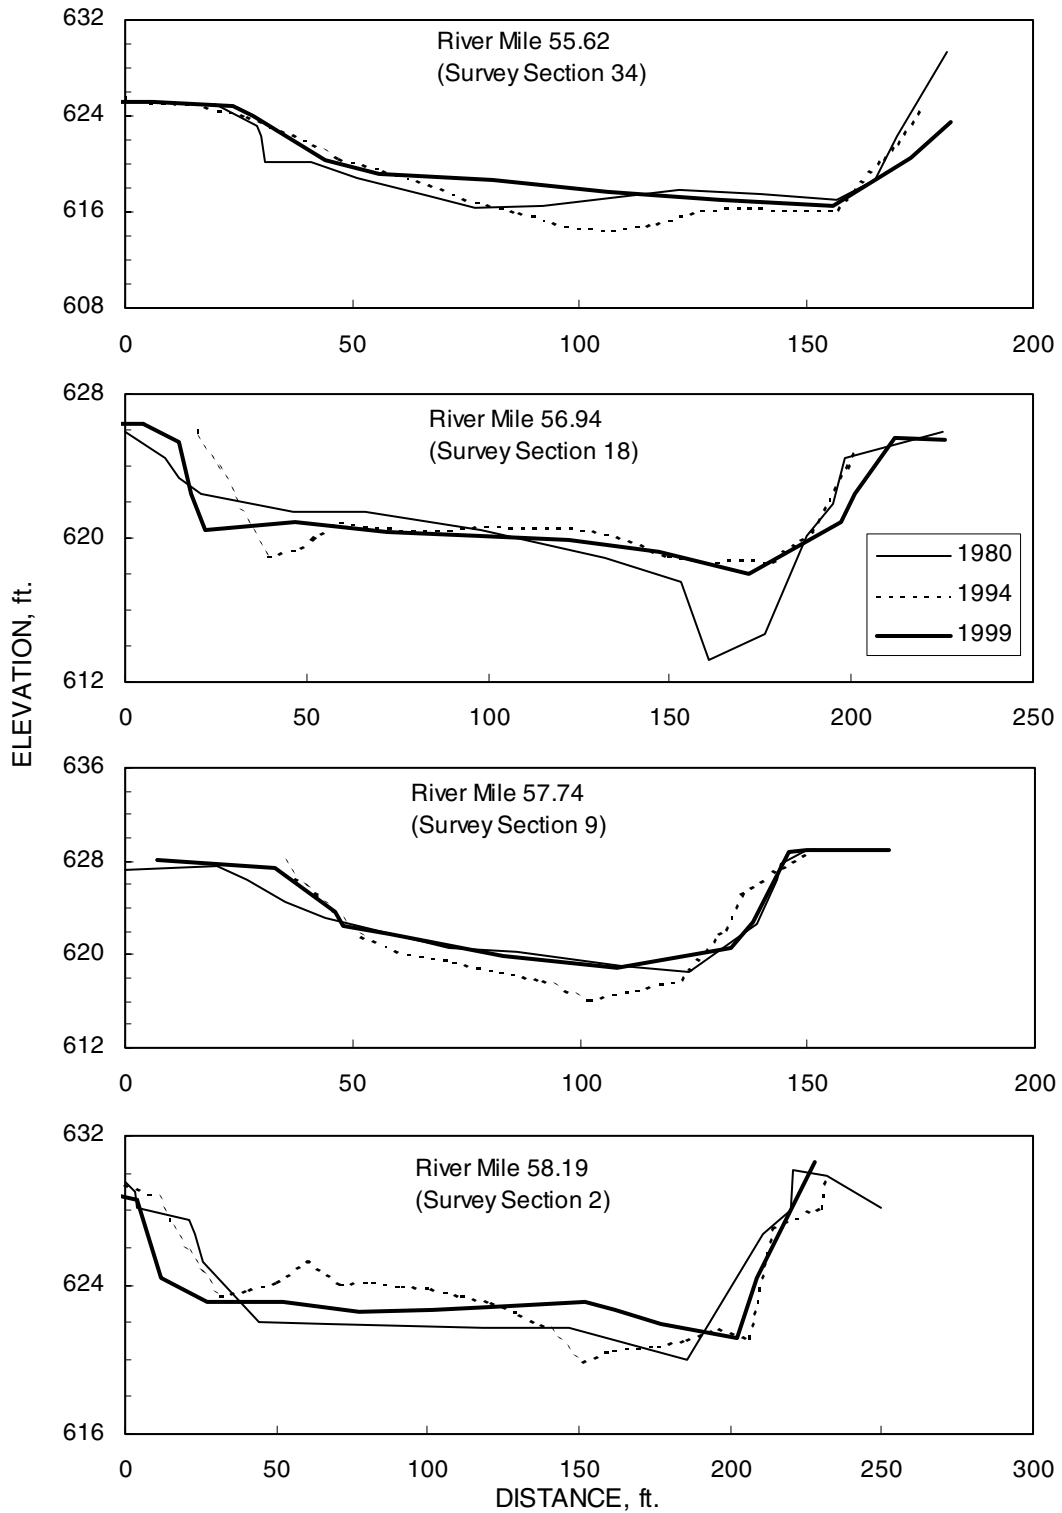 632
River Mile 55.62
(Survey Section 34)
624
616
608
0 50 100 150 200
628
River Mile 56.94
(Survey Section 18)
620
1980
1994
1999
612
0 50 100 150 200 250
ELEVATION, ft.
636
River Mile 57.74
(Survey Section 9)
628
620
612
0 50 100 150 200
632
River Mile 58.19
(Survey Section 2)
624
616
0 50 100 150 200 250 300
DISTANCE, ft.